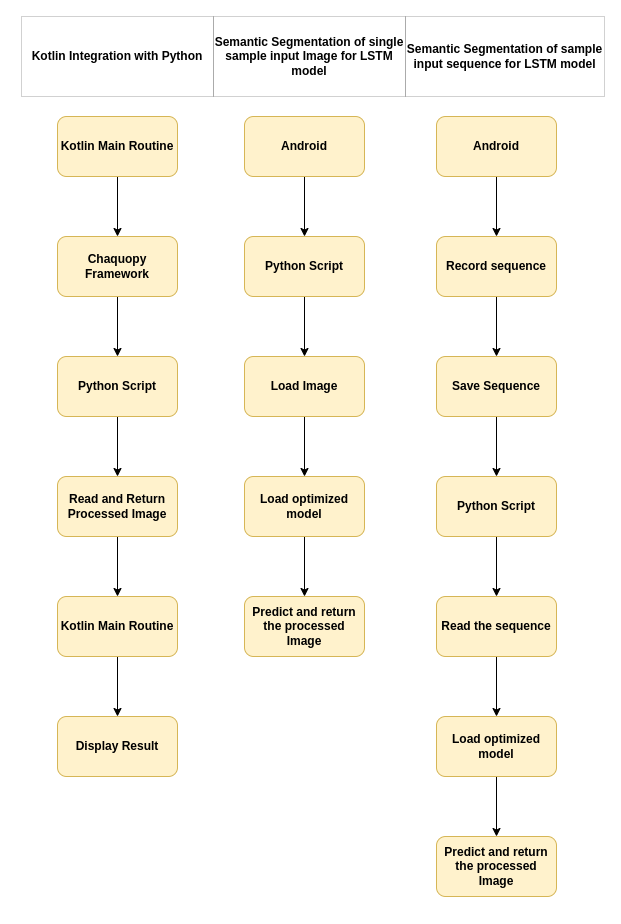 Kotlin Integration with Python
Semantic Segmentation of single
sample input Image for LSTM
model
Semantic Segmentation of sample
input sequence for LSTM model
Kotlin Main Routine
Chaquopy
Framework
Python Script
Read and Return
Processed Image
Kotlin Main Routine
Display Result
Android
Python Script
Load Image
Load optimized
model
Predict and return
the processed
Image
Android
Record sequence
Save Sequence
Python Script
Read the sequence
Load optimized
model
Predict and return
the processed
Image